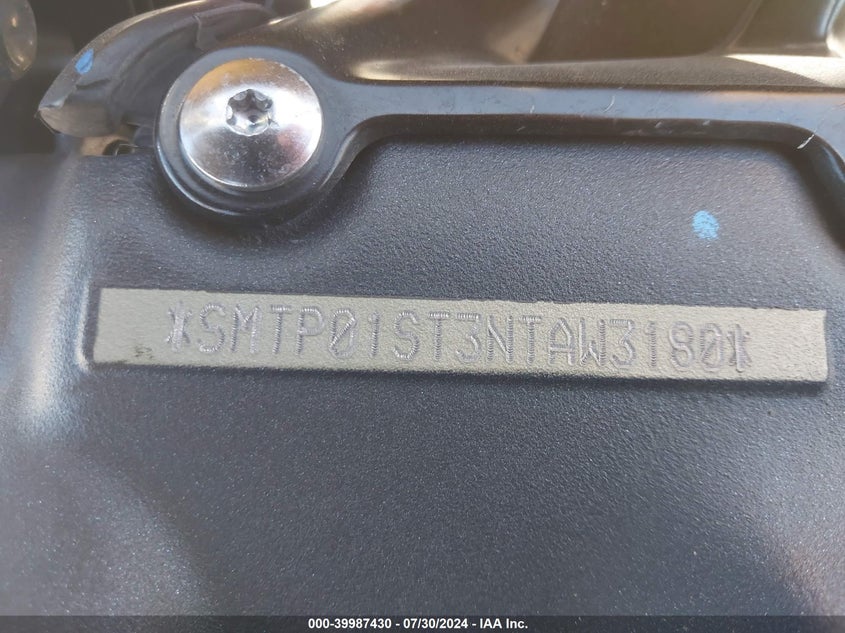 *SMTP01ST3NTAW3180*
000-39987430 - 07/30/2024 - IAA Inc.